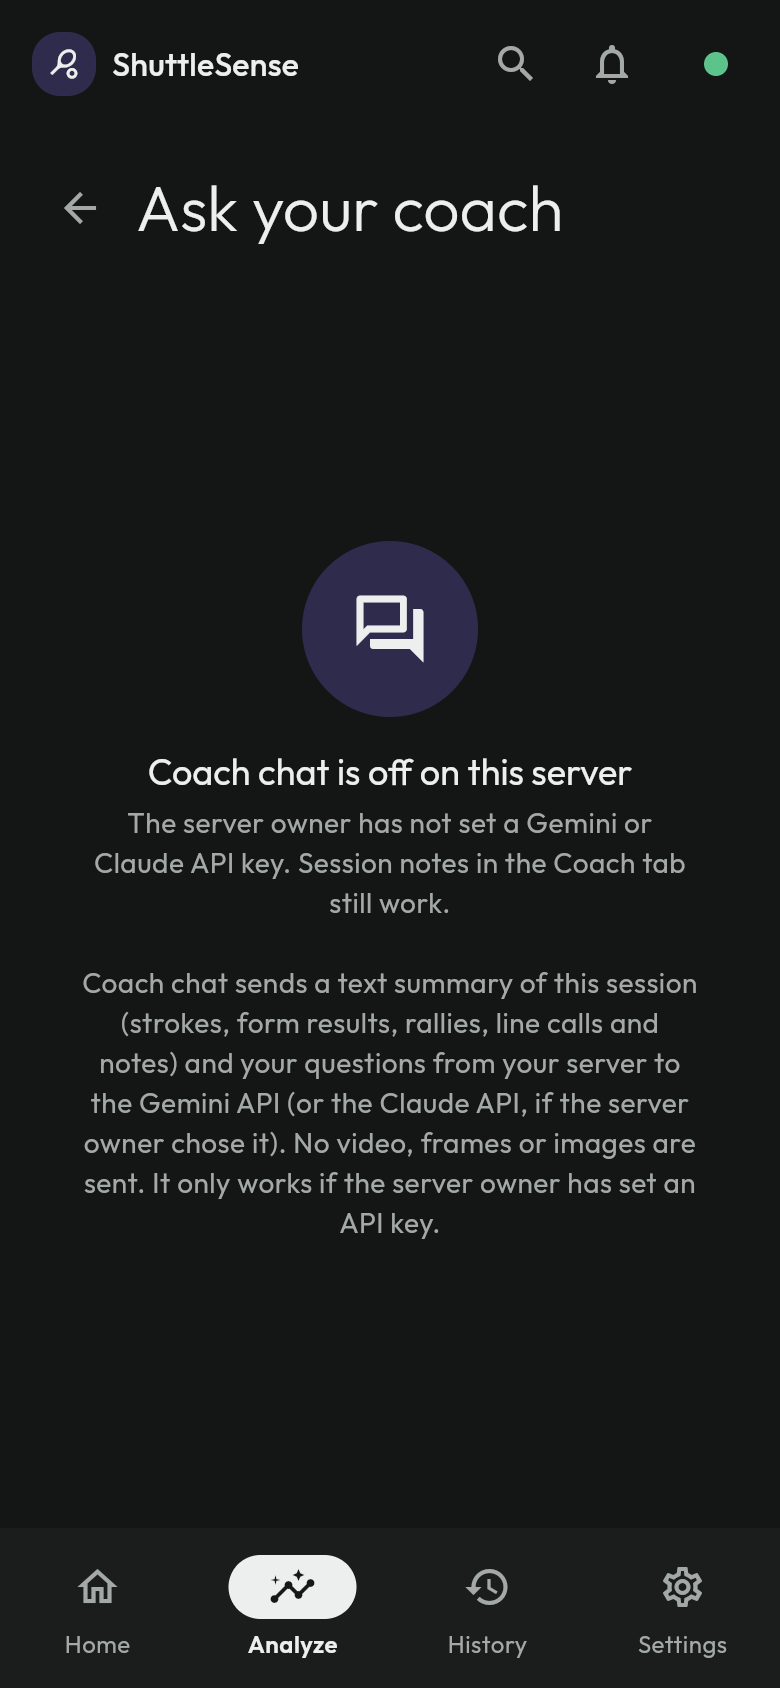 ShuttleSense
Ask your coach
Coach chat is off on this server
The server owner has not set a Gemini or
Claude API key. Session notes in the Coach tab
still work.
Coach chat sends a text summary of this session
(strokes, form results, rallies, line calls and
notes) and your questions from your server to
the Gemini API (or the Claude API, if the server
owner chose it). No video, frames or images are
sent. It only works if the server owner has set an
API key.
Home
Analyze
History
Settings